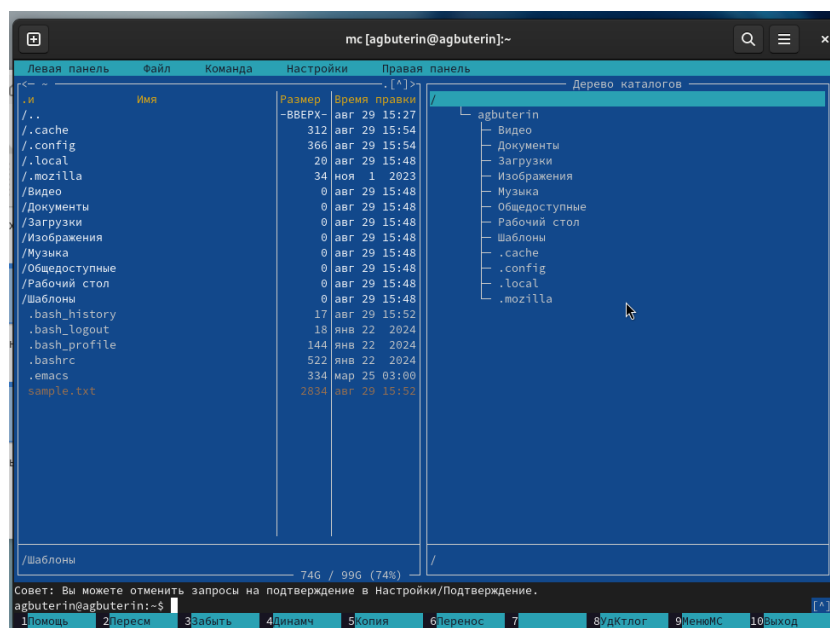 mc [agbuterin@agbuterin]:~
Левая панель Файл Команда Настройки Правая панель
<— ~ .[^]> Дерево каталогов
.и Имя Размер Время правки /
/.. -ВВЕРХ- авг 29 15:27 agbuterin
/.cache 312 авг 29 15:54 Видео
/.config 366 авг 29 15:54 Документы
/.local 20 авг 29 15:48 Загрузки
/.mozilla 34 ноя 1 2023 Изображения
/Видео 0 авг 29 15:48 Музыка
/Документы 0 авг 29 15:48 Общедоступные
/Загрузки 0 авг 29 15:48 Рабочий стол
/Изображения 0 авг 29 15:48 Шаблоны
/Музыка 0 авг 29 15:48 .cache
/Общедоступные 0 авг 29 15:48 .config
/Рабочий стол 0 авг 29 15:48 .local
/Шаблоны 0 авг 29 15:48 .mozilla
.bash_history 17 авг 29 15:52
.bash_logout 18 янв 22 2024
.bash_profile 144 янв 22 2024
.bashrc 522 янв 22 2024
.emacs 334 мар 25 03:00
sample.txt 2834 авг 29 15:52
/Шаблоны /
74G / 99G (74%)
Совет: Вы можете отменить запросы на подтверждение в Настройки/Подтверждение.
agbuterin@agbuterin:~$ [^]
1Помощь 2Пересм 3Забыть 4Динамч 5Копия 6Перенос 7 8УдКтлог 9МенюМС 10Выход